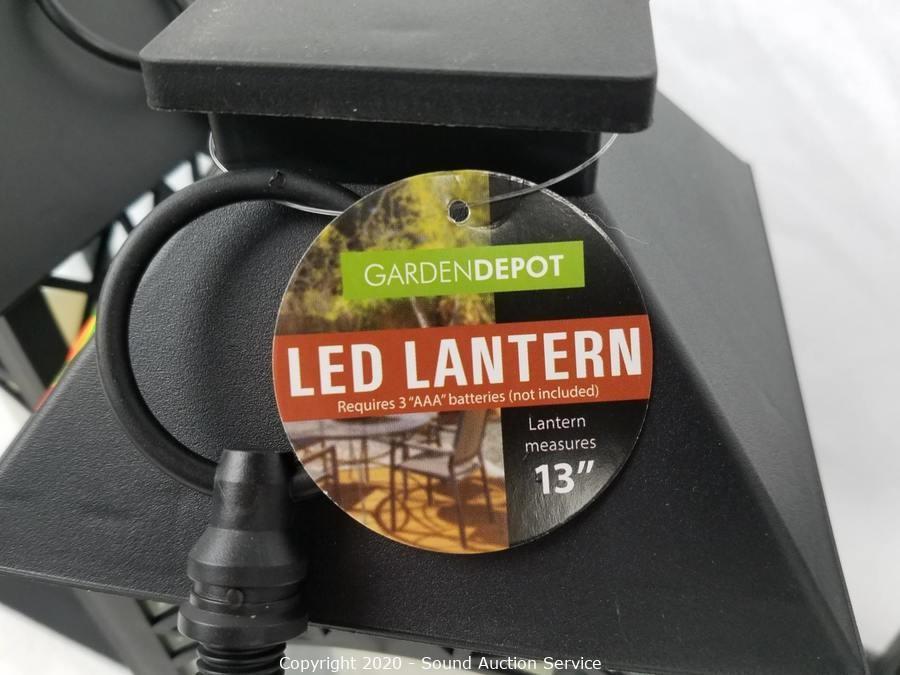 GARDENDEPOT
LED LANTERN
Requires 3 "AAA" batteries (not included)
Lantern
measures
13"
Copyright 2020 - Sound Auction Service